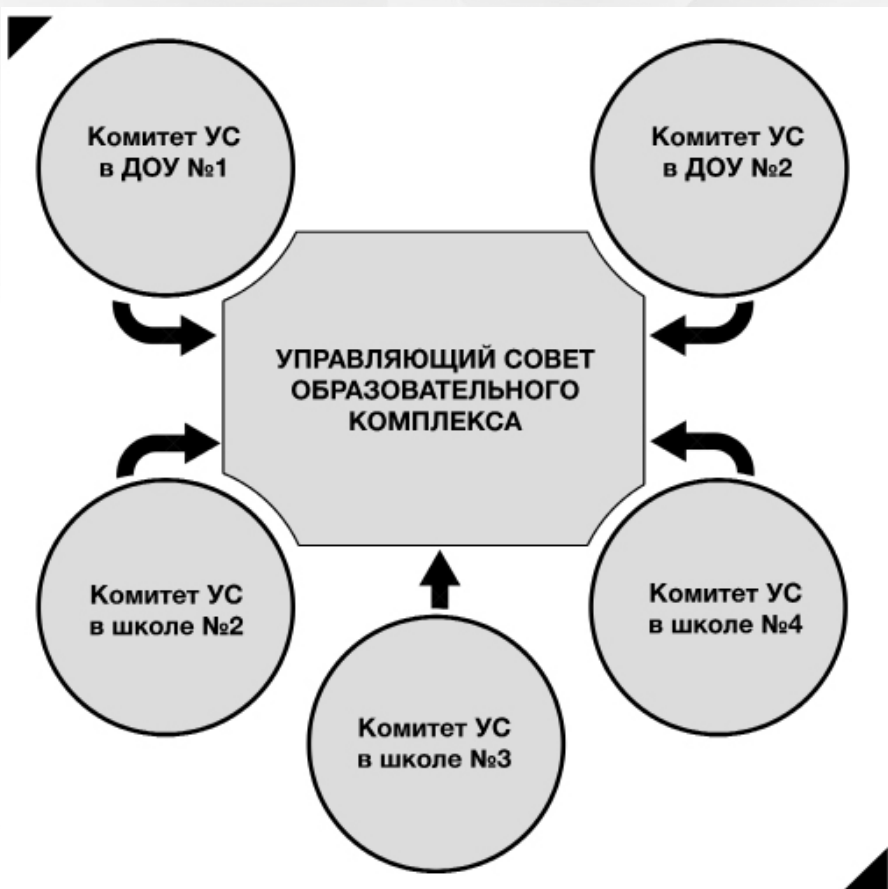 Комитет УС
в ДОУ №1
Комитет УС
в ДОУ №2
УПРАВЛЯЮЩИЙ СОВЕТ
ОБРАЗОВАТЕЛЬНОГО
КОМПЛЕКСА
Комитет УС
в школе №2
Комитет УС
в школе №4
Комитет УС
в школе №3